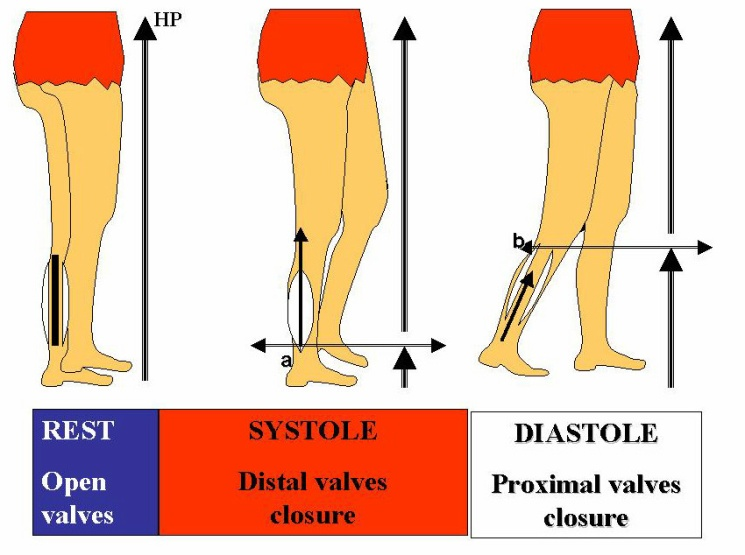 HP
a
b
REST
Open
valves
SYSTOLE
Distal valves
closure
DIASTOLE
Proximal valves
closure